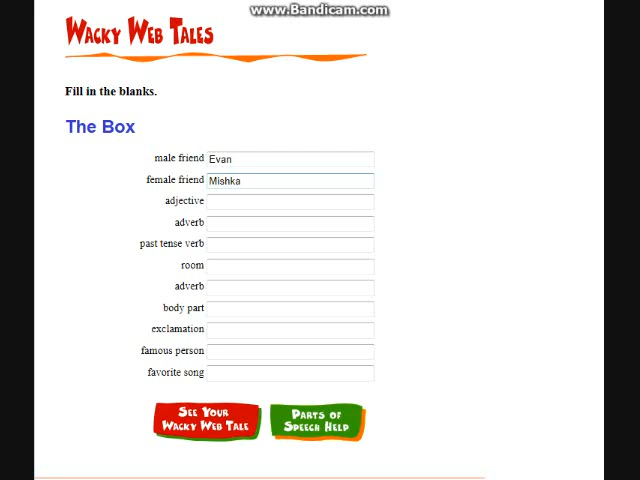 www.Bandicam.com
Wacky Web Tales
Fill in the blanks.
The Box
male friend Evan
female friend Mishka
adjective
adverb
past tense verb
room
adverb
body part
exclamation
famous person
favorite song
See Your
Wacky Web Tale
Parts of
Speech Help